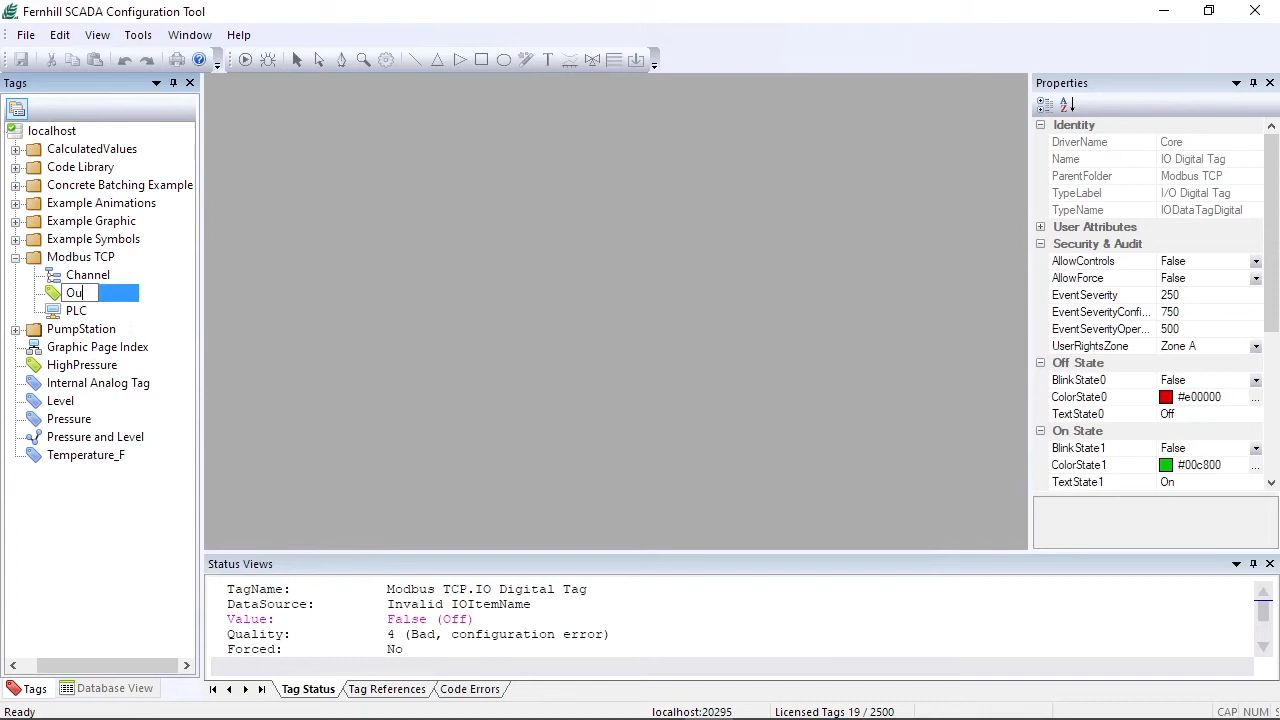 Fernhill SCADA Configuration Tool
File Edit View Tools Window Help
Tags
localhost
CalculatedValues
Code Library
Concrete Batching Example
Example Animations
Example Graphic
Example Symbols
Modbus TCP
Channel
Ou
PLC
PumpStation
Graphic Page Index
HighPressure
Internal Analog Tag
Level
Pressure
Pressure and Level
Temperature_F
Tags Database View
Properties
Identity
DriverName Core
Name IO Digital Tag
ParentFolder Modbus TCP
TypeLabel I/O Digital Tag
TypeName IODataTagDigital
User Attributes
Security & Audit
AllowControls False
AllowForce False
EventSeverity 250
EventSeverityConfi... 750
EventSeverityOper... 500
UserRightsZone Zone A
Off State
BlinkState0 False
ColorState0 #e00000 ...
TextState0 Off
On State
BlinkState1 False
ColorState1 #00c800 ...
TextState1 On
Status Views
TagName: Modbus TCP.IO Digital Tag
DataSource: Invalid IOItemName
Value: False (Off)
Quality: 4 (Bad, configuration error)
Forced: No
Tag Status Tag References Code Errors
Ready localhost:20295 Licensed Tags 19 / 2500 CAP NUM S